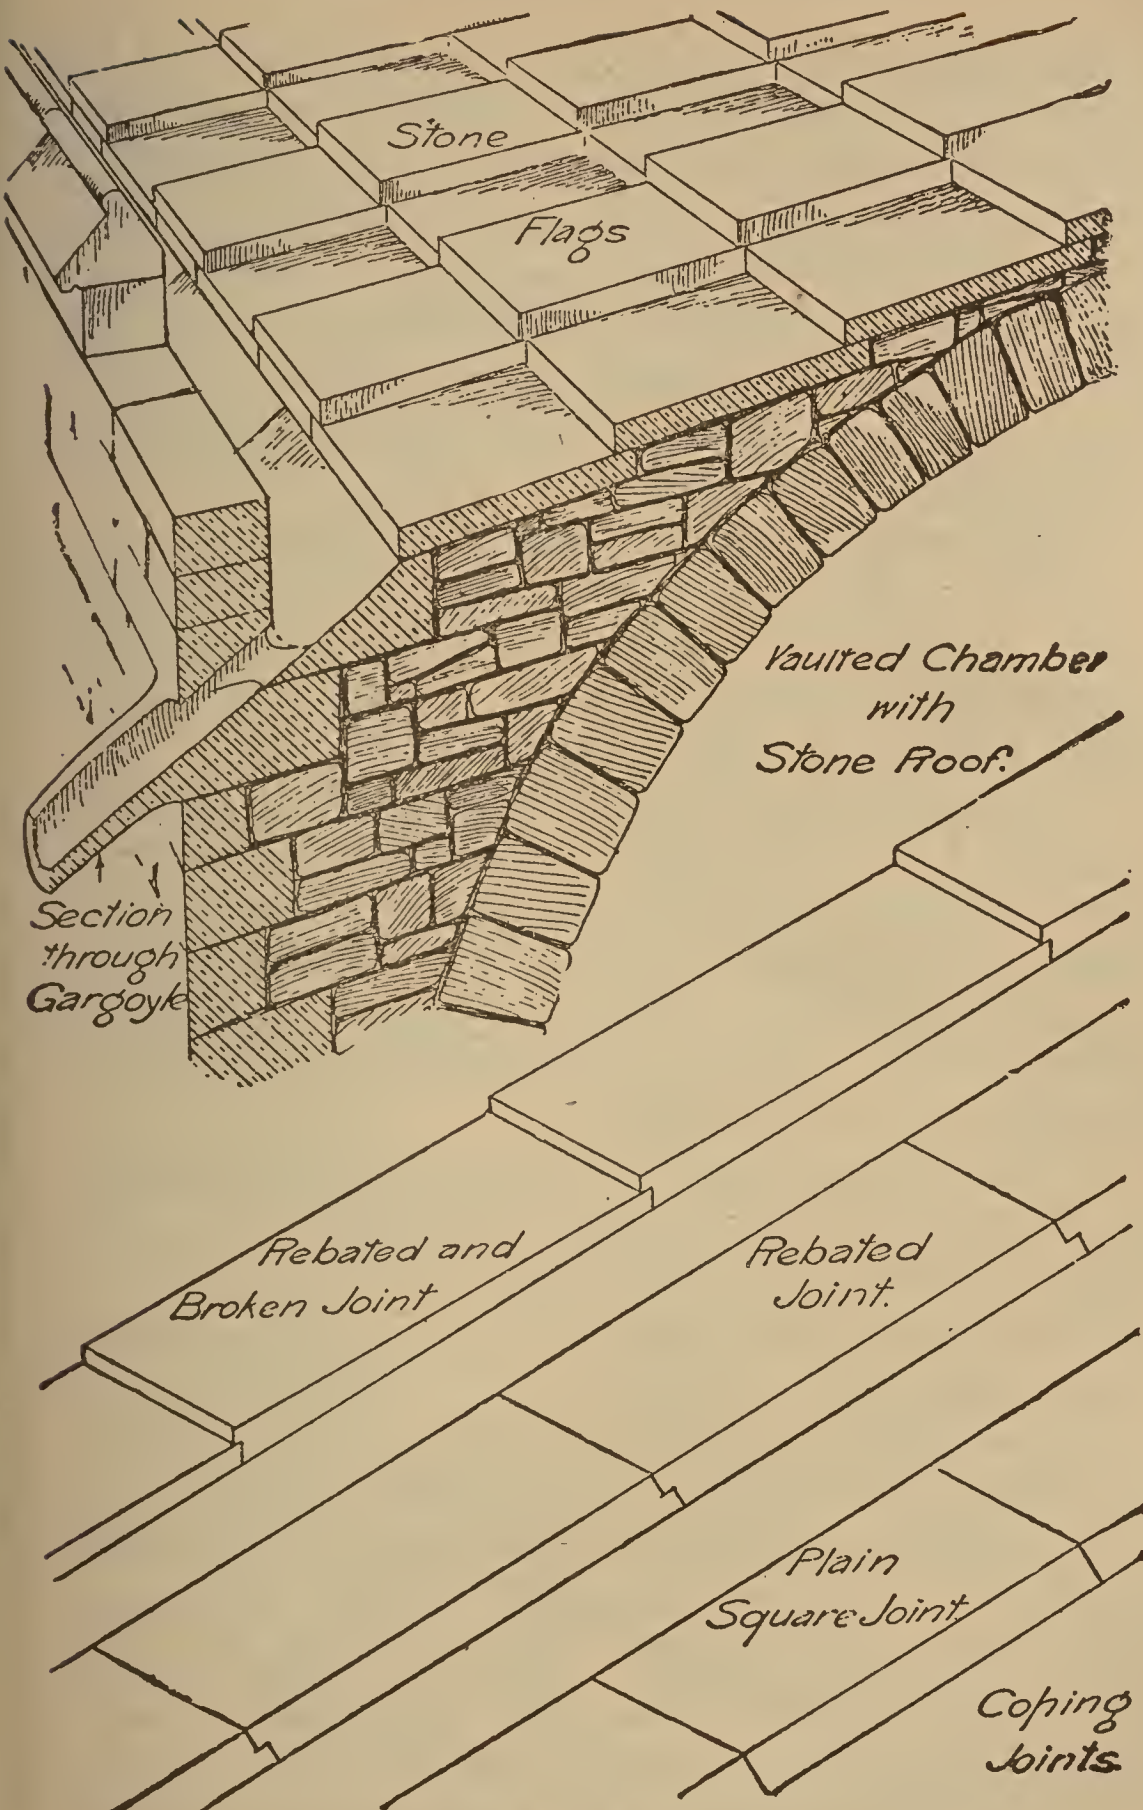 Stone
Flags
Vaulted Chamber
with
Stone Roof.
Section
through
Gargoyle
Rebated and
Broken Joint
Rebated
Joint.
Plain
Square Joint.
Coping
Joints.